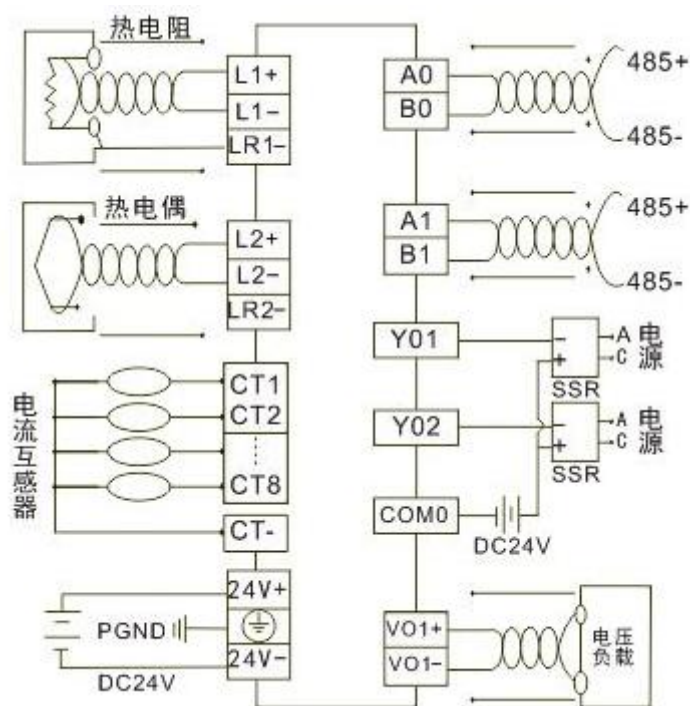 热电阻
L1+
L1-
LR1-
热电偶
L2+
L2-
LR2-
电流互感器
CT1
CT2
CT8
CT-
24V+
PGND
24V-
DC24V
A0
B0
485+
485-
A1
B1
485+
485-
Y01
- A 电
+ C 源
SSR
Y02
- A 电
+ C 源
SSR
COM0
DC24V
VO1+
VO1-
电压
负载